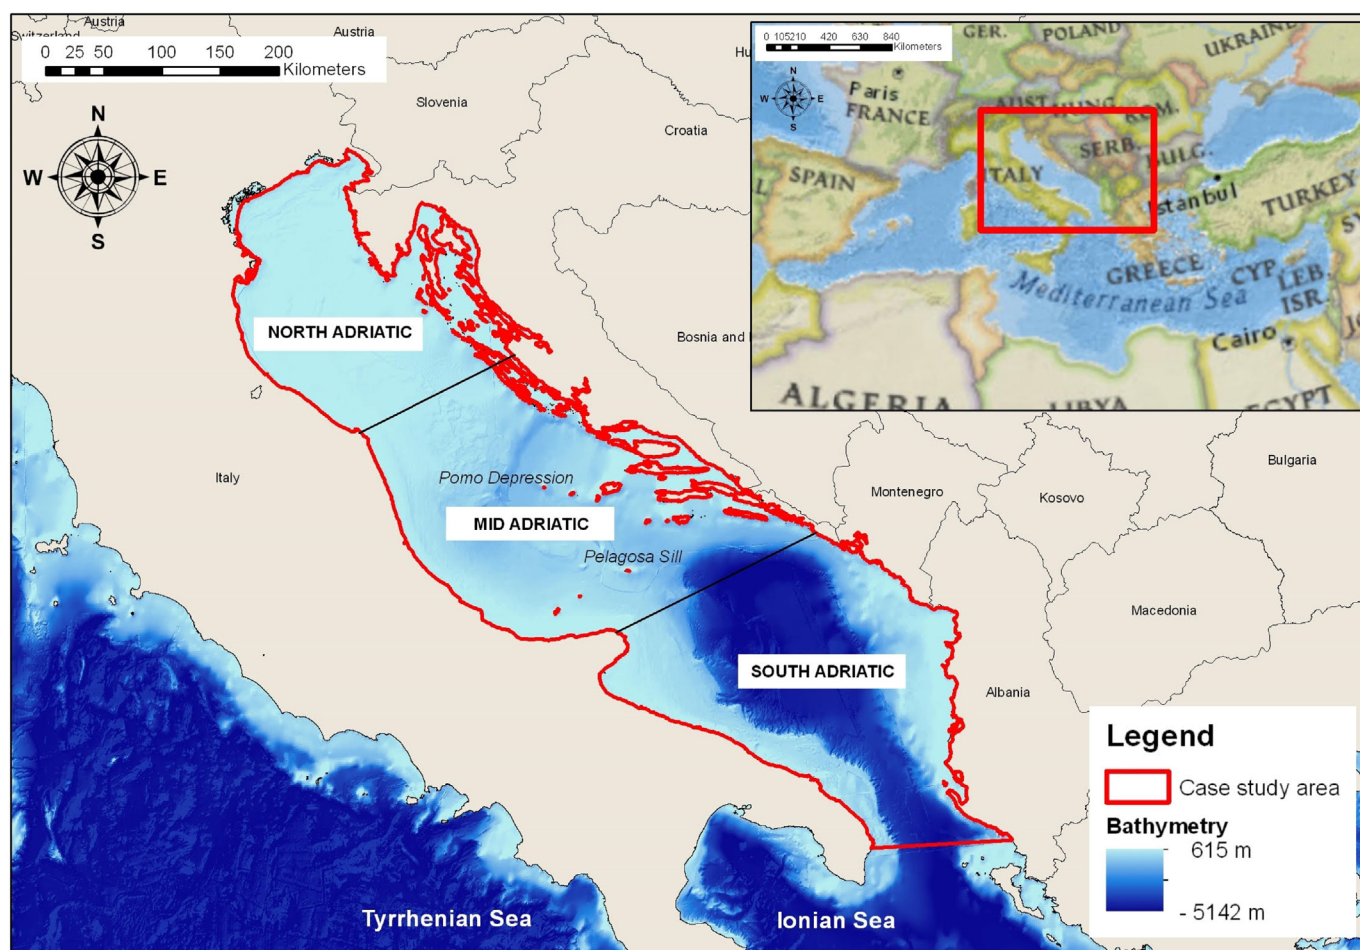 Austria
Switzerland
Austria
0 25 50 100 150 200
Kilometers
N
W E
S
Slovenia
Croatia
Bosnia and
NORTH ADRIATIC
Italy
Pomo Depression
MID ADRIATIC
Pelagosa Sill
Montenegro
Kosovo
Bulgaria
Macedonia
SOUTH ADRIATIC
Albania
Tyrrhenian Sea
Ionian Sea
0 105210 420 630 840
Kilometers
N
W E
S
GER.
POLAND
UKRAINE
Paris
FRANCE
AUST.
HUNG.
ROM.
SERB.
BULG.
SPAIN
ITALY
Istanbul
TURKEY
GREECE
CYP.
LEB.
ISR.
Mediterranean Sea
Cairo
ALGERIA
LIBYA
EGYPT
Legend
Case study area
Bathymetry
615 m
- 5142 m